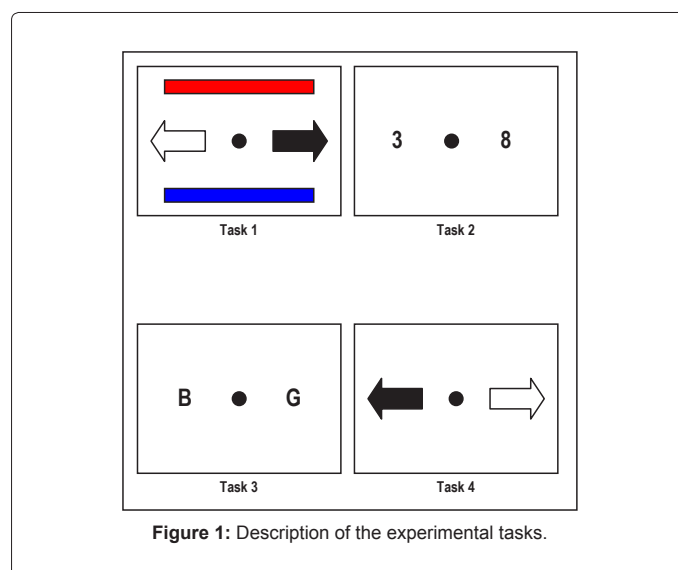 Task 1
3 8
Task 2
B G
Task 3
Task 4
Figure 1: Description of the experimental tasks.